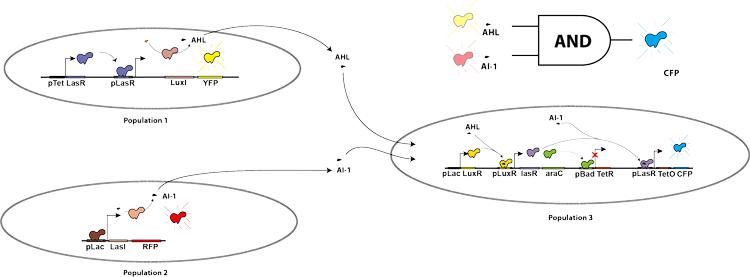 AHL
pTet LasR pLasR LuxI YFP
Population 1
AHL
AI-1
AI-1
pLac LasI RFP
Population 2
AHL
AI-1
pLac LuxR pLuxR lasR araC pBad TetR pLasR TetO CFP
Population 3
AHL
AI-1
AND
CFP